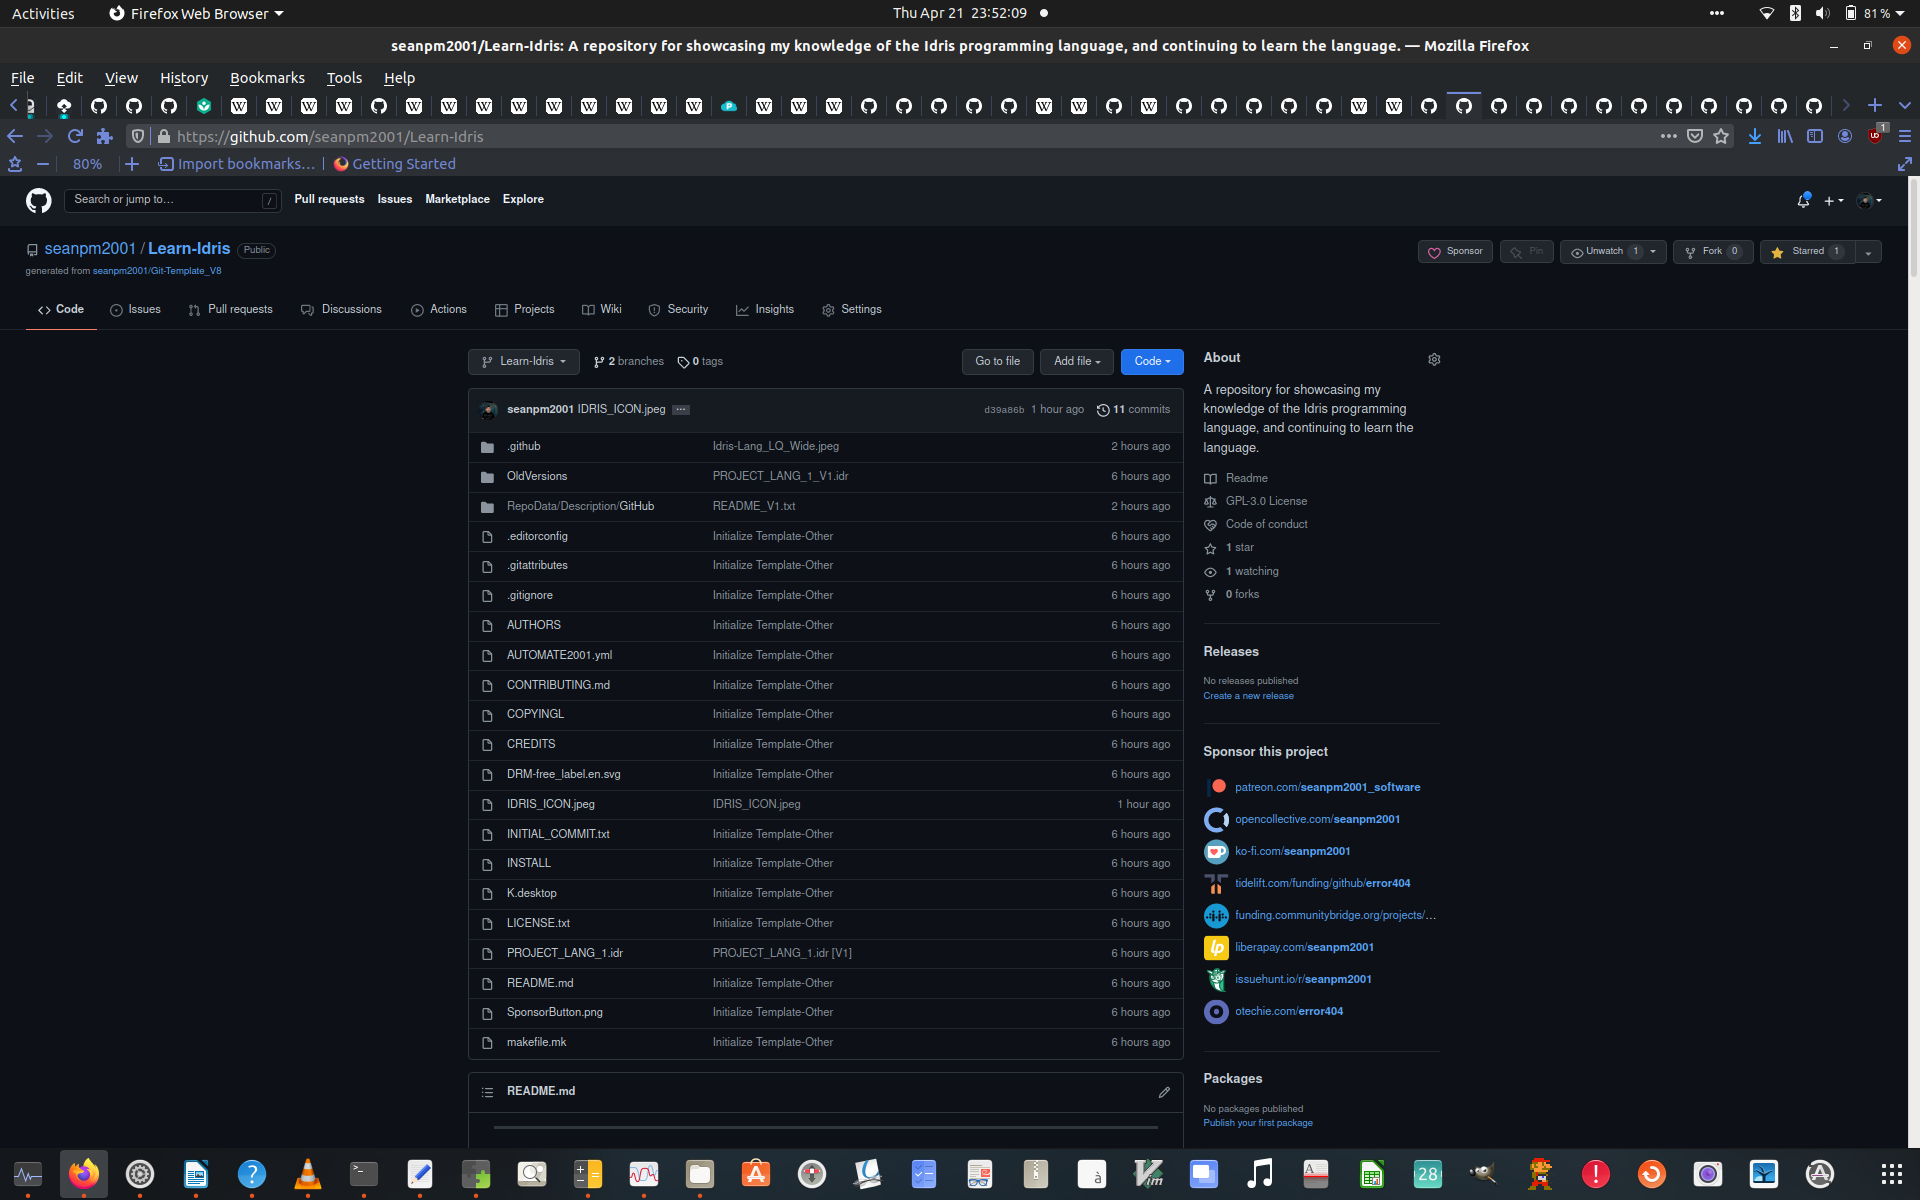 Activities Firefox Web Browser Thu Apr 21 23:52:09 81 %
seanpm2001/Learn-Idris: A repository for showcasing my knowledge of the Idris programming language, and continuing to learn the language. — Mozilla Firefox
File Edit View History Bookmarks Tools Help
https://github.com/seanpm2001/Learn-Idris
80% Import bookmarks... Getting Started
Search or jump to... / Pull requests Issues Marketplace Explore
seanpm2001 / Learn-Idris Public
Sponsor Pin Unwatch 1 Fork 0 Starred 1
generated from seanpm2001/Git-Template_V8
Code Issues Pull requests Discussions Actions Projects Wiki Security Insights Settings
Learn-Idris 2 branches 0 tags Go to file Add file Code
seanpm2001 IDRIS_ICON.jpeg ... d39a86b 1 hour ago 11 commits
.github Idris-Lang_LQ_Wide.jpeg 2 hours ago
OldVersions PROJECT_LANG_1_V1.idr 6 hours ago
RepoData/Description/GitHub README_V1.txt 2 hours ago
.editorconfig Initialize Template-Other 6 hours ago
.gitattributes Initialize Template-Other 6 hours ago
.gitignore Initialize Template-Other 6 hours ago
AUTHORS Initialize Template-Other 6 hours ago
AUTOMATE2001.yml Initialize Template-Other 6 hours ago
CONTRIBUTING.md Initialize Template-Other 6 hours ago
COPYINGL Initialize Template-Other 6 hours ago
CREDITS Initialize Template-Other 6 hours ago
DRM-free_label.en.svg Initialize Template-Other 6 hours ago
IDRIS_ICON.jpeg IDRIS_ICON.jpeg 1 hour ago
INITIAL_COMMIT.txt Initialize Template-Other 6 hours ago
INSTALL Initialize Template-Other 6 hours ago
K.desktop Initialize Template-Other 6 hours ago
LICENSE.txt Initialize Template-Other 6 hours ago
PROJECT_LANG_1.idr PROJECT_LANG_1.idr [V1] 6 hours ago
README.md Initialize Template-Other 6 hours ago
SponsorButton.png Initialize Template-Other 6 hours ago
makefile.mk Initialize Template-Other 6 hours ago
README.md
About
A repository for showcasing my
knowledge of the Idris programming
language, and continuing to learn the
language.
Readme
GPL-3.0 License
Code of conduct
1 star
1 watching
0 forks
Releases
No releases published
Create a new release
Sponsor this project
patreon.com/seanpm2001_software
opencollective.com/seanpm2001
ko-fi.com/seanpm2001
tidelift.com/funding/github/error404
funding.communitybridge.org/projects/...
liberapay.com/seanpm2001
issuehunt.io/r/seanpm2001
otechie.com/error404
Packages
No packages published
Publish your first package
28